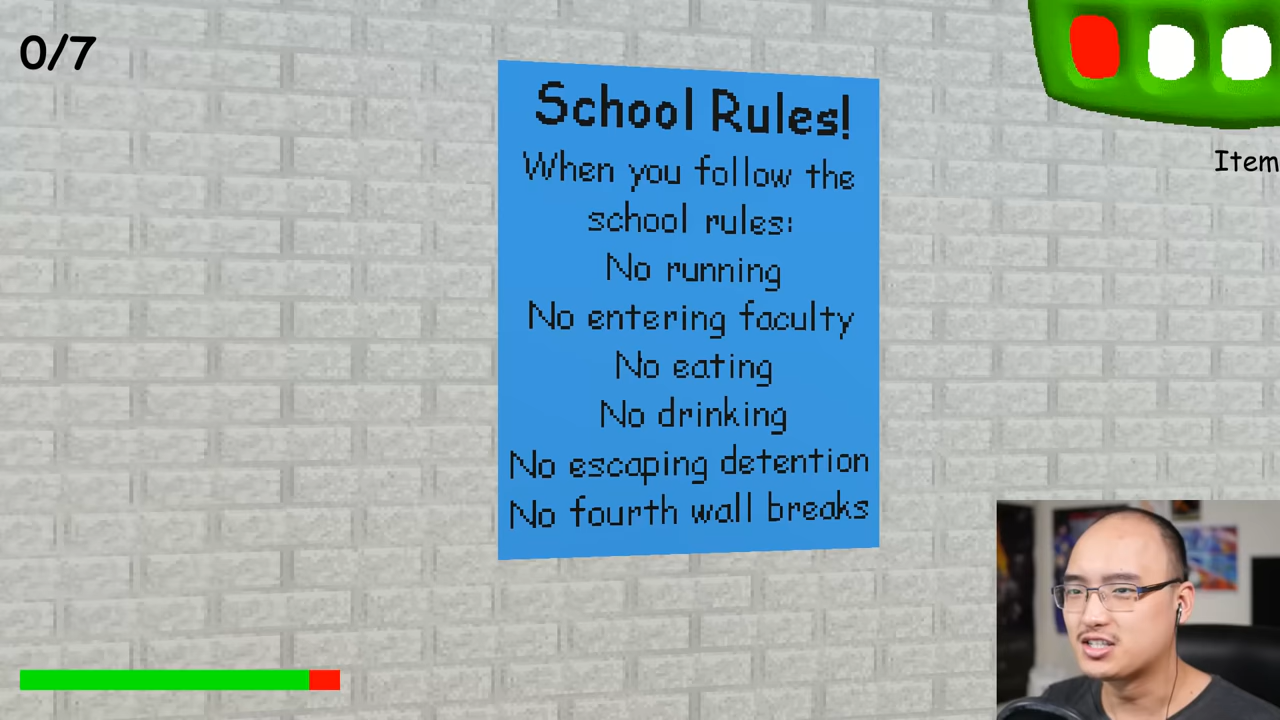 0/7
School Rules!
When you follow the
school rules:
No running
No entering faculty
No eating
No drinking
No escaping detention
No fourth wall breaks
Item